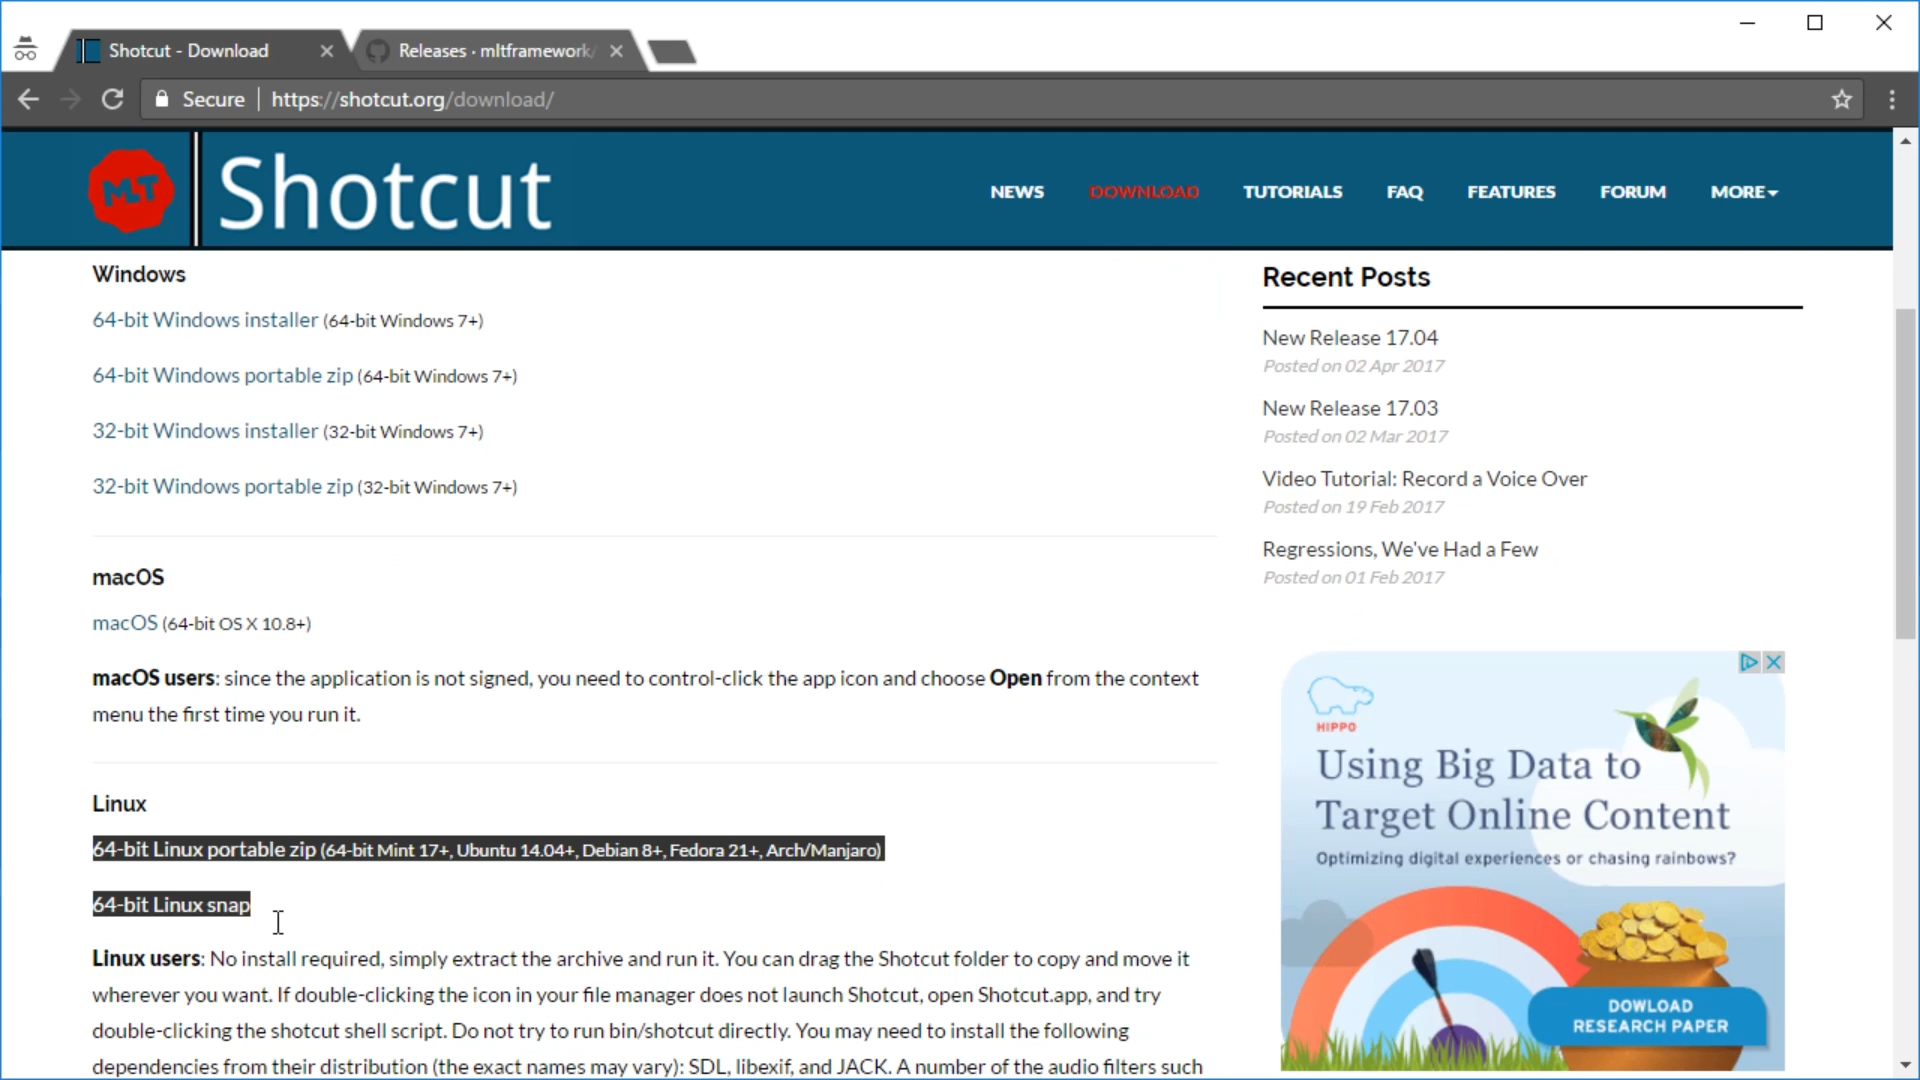 Shotcut - Download
Releases · mltframework/
Secure
https://shotcut.org/download/
MLT
Shotcut
NEWS
DOWNLOAD
TUTORIALS
FAQ
FEATURES
FORUM
MORE
Windows
64-bit Windows installer (64-bit Windows 7+)
64-bit Windows portable zip (64-bit Windows 7+)
32-bit Windows installer (32-bit Windows 7+)
32-bit Windows portable zip (32-bit Windows 7+)
macOS
macOS (64-bit OS X 10.8+)
macOS users: since the application is not signed, you need to control-click the app icon and choose Open from the context
menu the first time you run it.
Linux
64-bit Linux portable zip (64-bit Mint 17+, Ubuntu 14.04+, Debian 8+, Fedora 21+, Arch/Manjaro)
64-bit Linux snap
Linux users: No install required, simply extract the archive and run it. You can drag the Shotcut folder to copy and move it
wherever you want. If double-clicking the icon in your file manager does not launch Shotcut, open Shotcut.app, and try
double-clicking the shotcut shell script. Do not try to run bin/shotcut directly. You may need to install the following
dependencies from their distribution (the exact names may vary): SDL, libexif, and JACK. A number of the audio filters such
Recent Posts
New Release 17.04
Posted on 02 Apr 2017
New Release 17.03
Posted on 02 Mar 2017
Video Tutorial: Record a Voice Over
Posted on 19 Feb 2017
Regressions, We've Had a Few
Posted on 01 Feb 2017
HIPPO
Using Big Data to
Target Online Content
Optimizing digital experiences or chasing rainbows?
DOWLOAD
RESEARCH PAPER